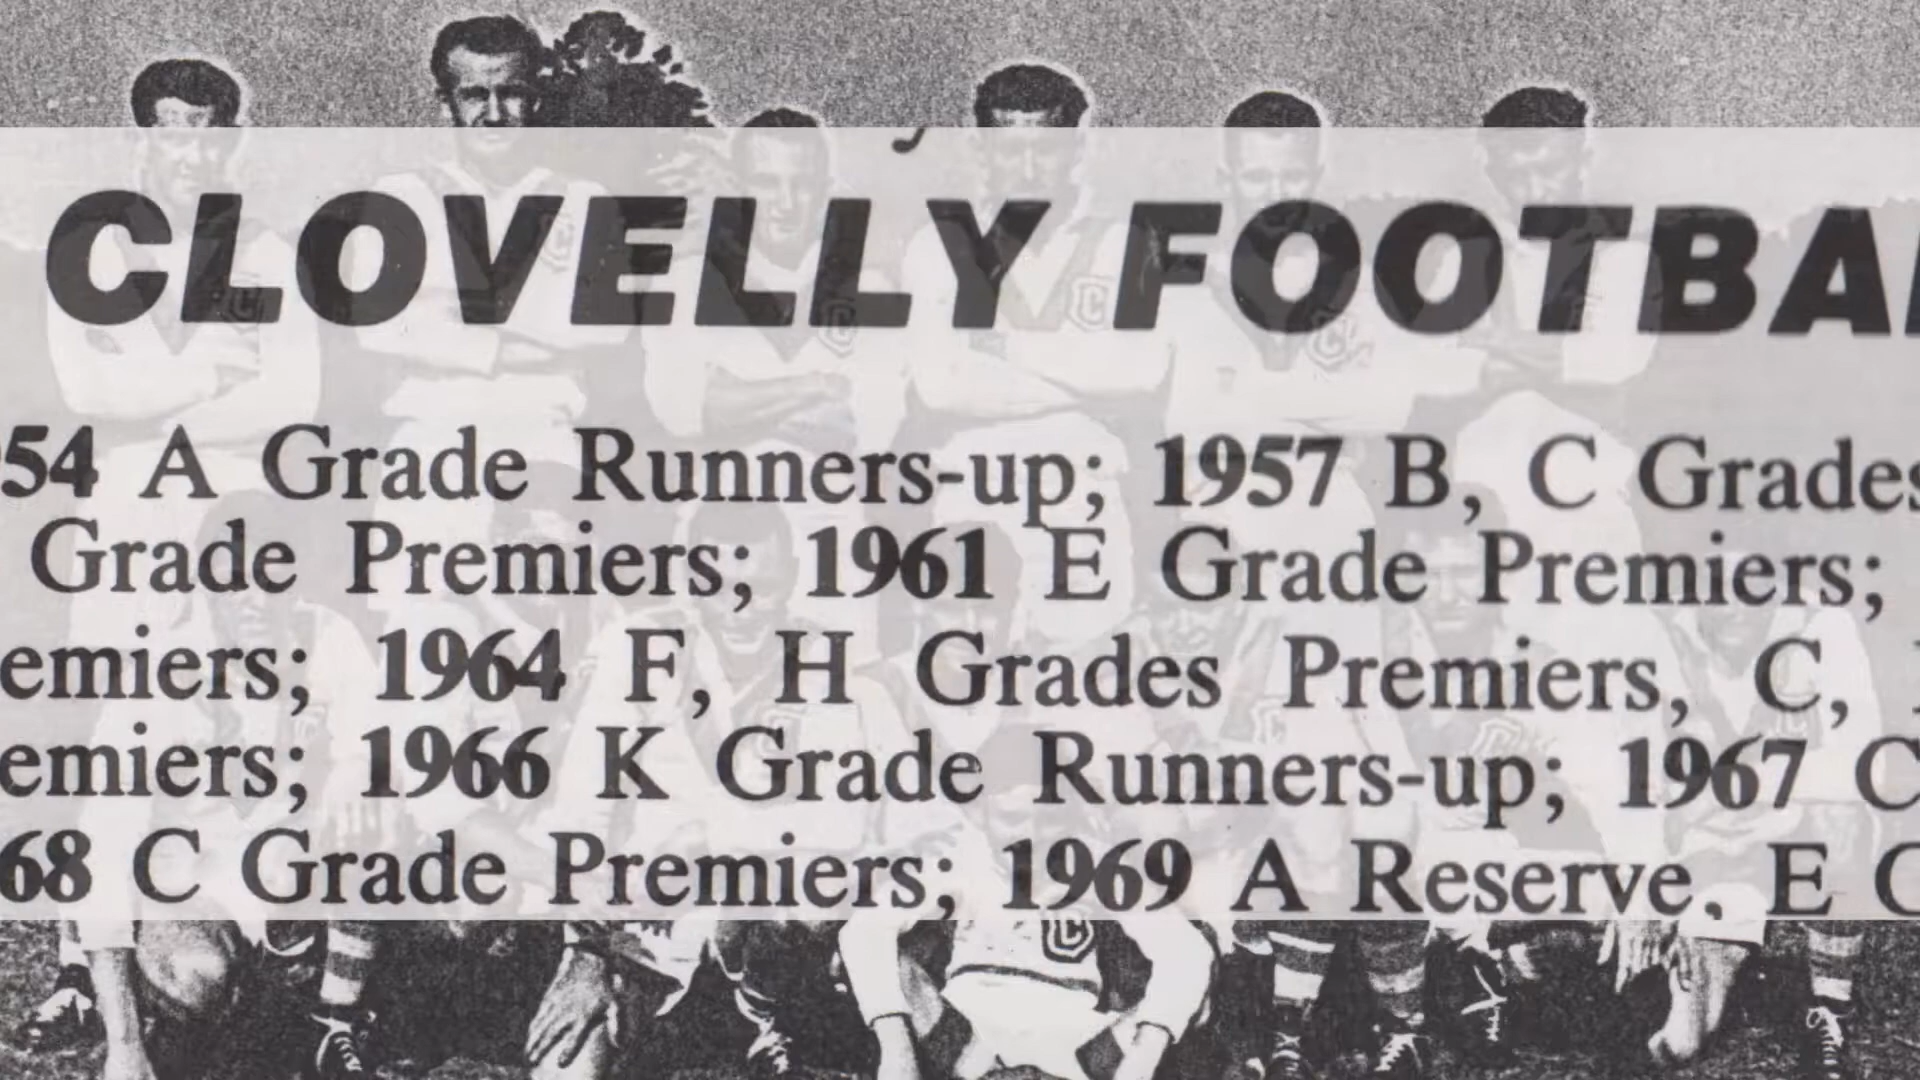 CLOVELLY FOOTBA
54 A Grade Runners-up; 1957 B, C Grades
Grade Premiers; 1961 E Grade Premiers;
emiers; 1964 F, H Grades Premiers, C,
emiers; 1966 K Grade Runners-up; 1967 C
68 C Grade Premiers; 1969 A Reserve, E G
C